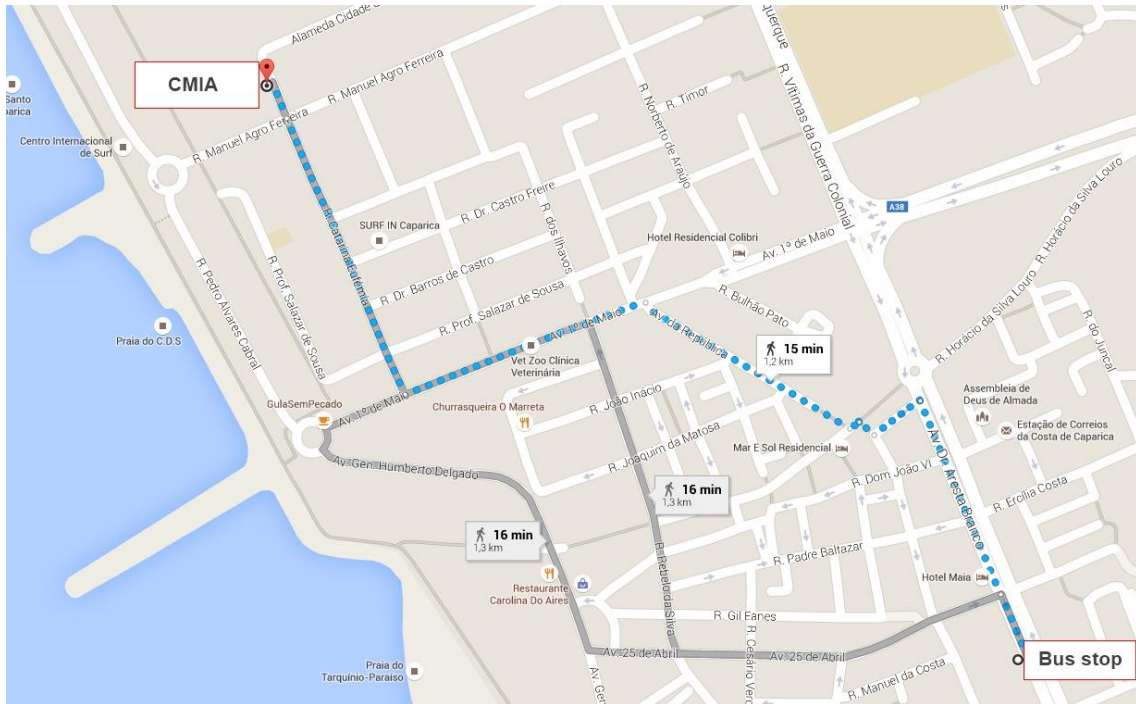 Alameda Cidade S
querque
CMIA
R. Manuel Agro Ferreira
Santo
parica
R. Vítimas da Guerra Colonial
R. Timor
R. Norberto de Araújo
Centro Internacional
de Surf
R. Manuel Agro Ferreira
R. Dr. Castro Freire
A38
R. Horácio da Silva Louro
SURF IN Caparica
R. Catarina Eufémia
R. dos Ilhavos
Hotel Residencial Colibri
Av. 1º de Maio
R. Dr. Barros de Castro
R. Pedro Álvares Cabral
R. Prof. Salazar de Sousa
R. Prof. Salazar de Sousa
R. Bulhão Pato
R. Horácio da Silva Louro
R. do Juncal
Praia do C.D.S
Av. 1º de Maio
Av. da República
15 min
1,2 km
Vet Zoo Clínica
Veterinária
Assembleia de
Deus de Almada
GulaSemPecado
Av. 1º de Maio
Churrasqueira O Marreta
R. João Inácio
Estação de Correios
da Costa de Caparica
Mar E Sol Residencial
R. Joaquim da Matosa
Av. Dr. Aresta Branco
Av. Gen. Humberto Delgado
R. Dom João VI
R. Ercília Costa
16 min
1,3 km
16 min
1,3 km
R. Padre Baltazar
R. Rebelo da Silva
Hotel Maia
Restaurante
Carolina Do Aires
R. Gil Eanes
R. Cesário Ver
Av. 25 de Abril
Av. 25 de Abril
Bus stop
Praia do
Tarquínio-Paraiso
Av. Gen
R. Manuel da Costa